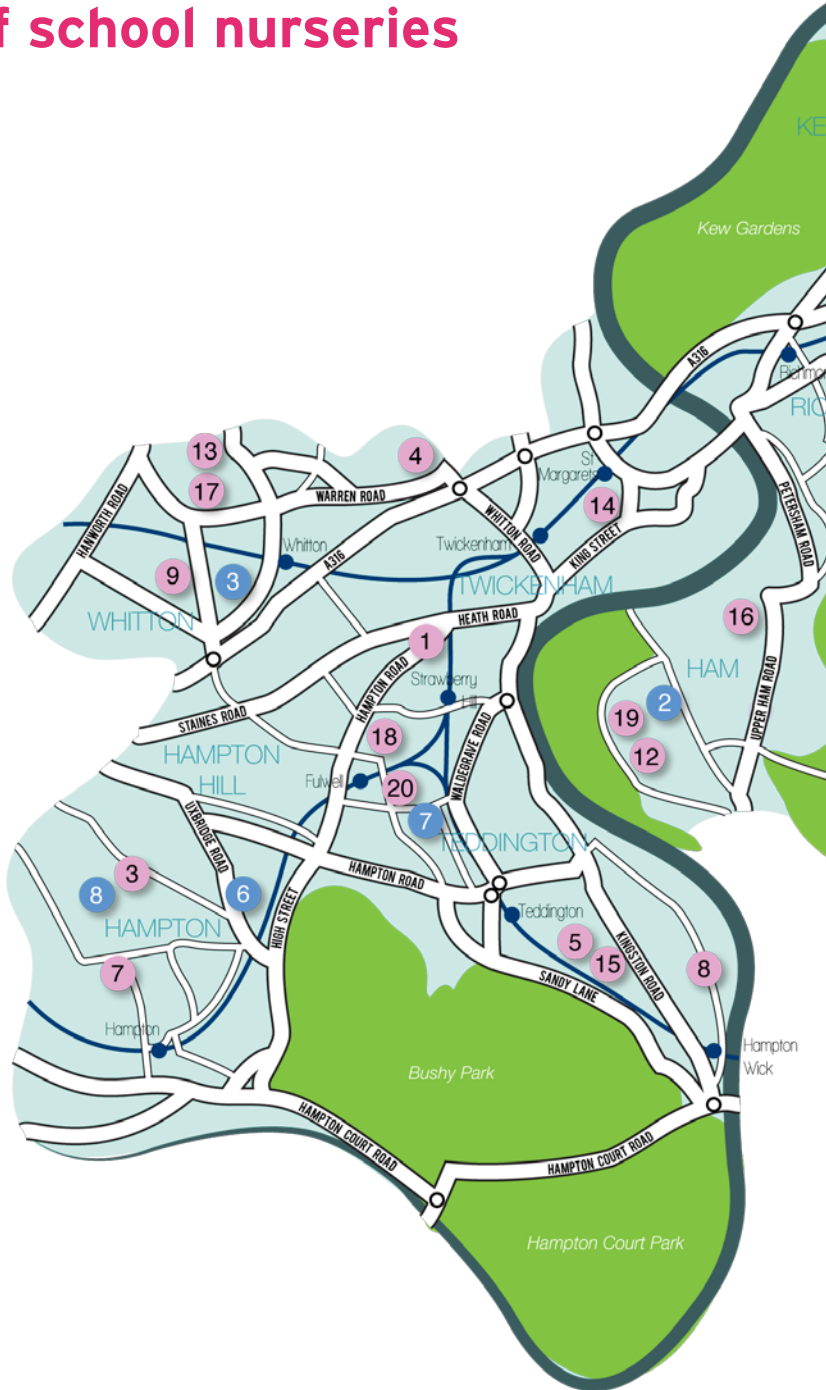 f school nurseries
KE
Kew Gardens
A316
Richmo
RIC
13
4
St
Margarets
17
WARREN ROAD
HANWORTH ROAD
14
PETERSHAM ROAD
WHITTON ROAD
KING STREET
Twickenham
Whitton
A316
9
3
TWICKENHAM
WHITTON
HEATH ROAD
16
1
HAM
Strawberry
Hill
HAMPTON ROAD
UPPER HAM ROAD
2
19
STAINES ROAD
18
WALDEGRAVE ROAD
12
HAMPTON
HILL
Fulwell
20
7
UXBRIDGE ROAD
TEDDINGTON
3
HAMPTON ROAD
8
6
HIGH STREET
Teddington
HAMPTON
5
15
KINGSTON ROAD
8
7
SANDY LANE
Hampton
Hampton
Wick
Bushy Park
HAMPTON COURT ROAD
HAMPTON COURT ROAD
Hampton Court Park